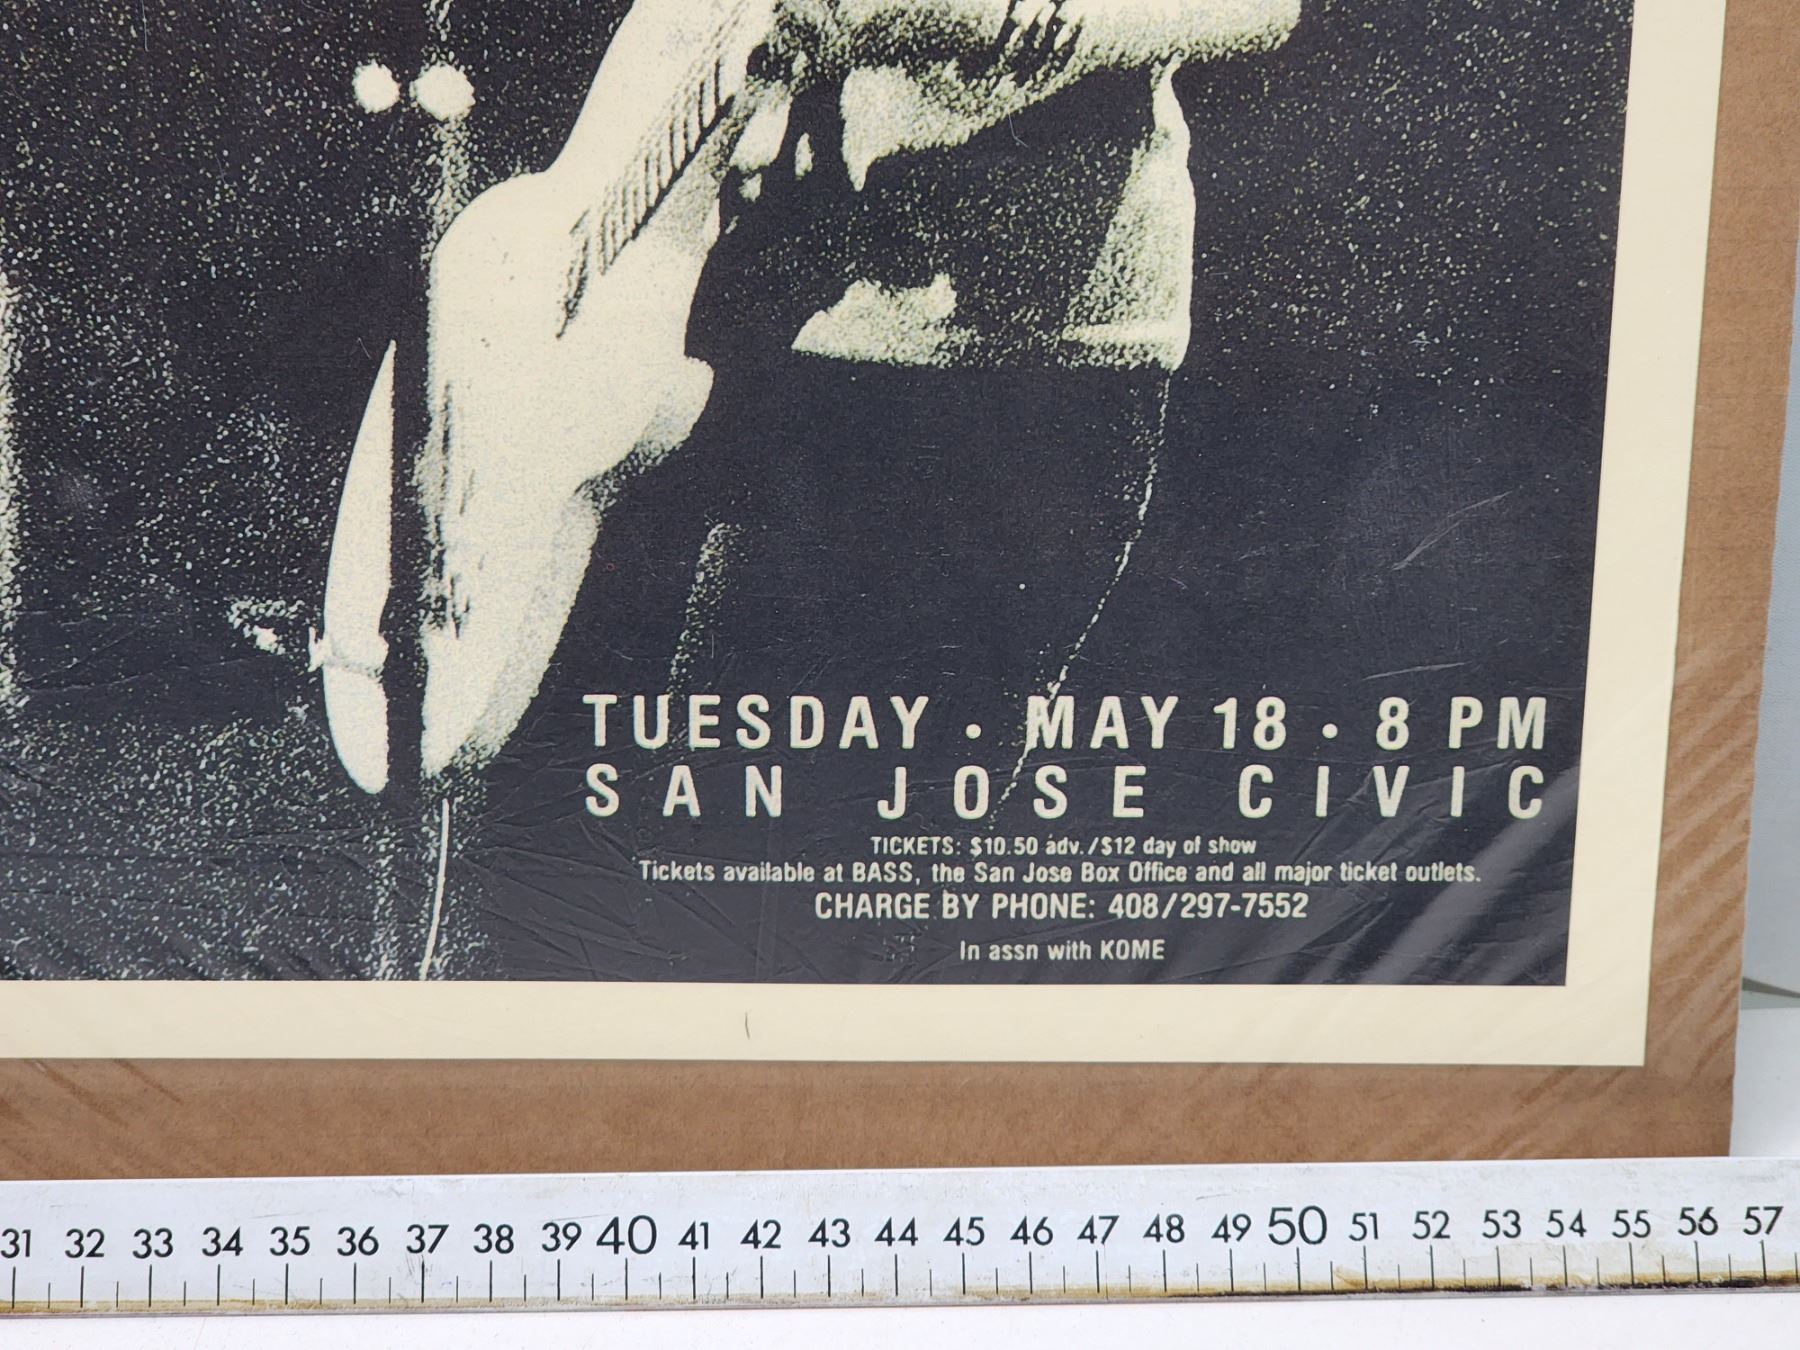 TUESDAY · MAY 18 · 8 PM
SAN JOSE CIVIC
TICKETS: $10.50 adv./$12 day of show
Tickets available at BASS, the San Jose Box Office and all major ticket outlets.
CHARGE BY PHONE: 408/297-7552
In assn with KOME
31 32 33 34 35 36 37 38 39 40 41 42 43 44 45 46 47 48 49 50 51 52 53 54 55 56 57